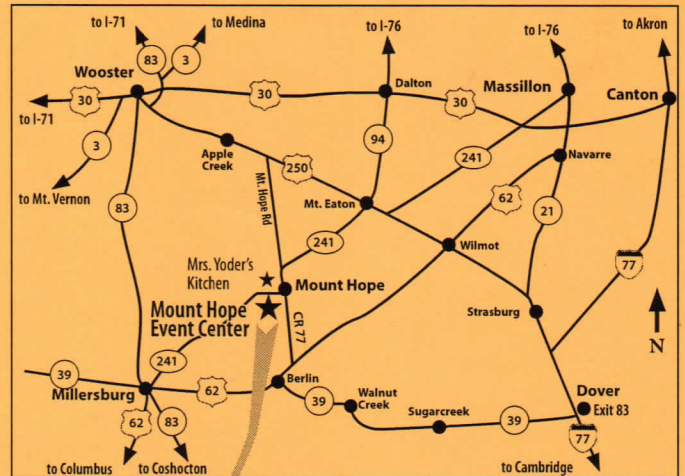 to I-71
to Medina
to I-76
to I-76
to Akron
83
3
Wooster
Dalton
Massillon
Canton
30
30
30
to I-71
3
Apple
Creek
94
250
241
Navarre
Mt. Hope Rd
62
to Mt. Vernon
83
Mt. Eaton
21
241
Wilmot
77
Mrs. Yoder's
Kitchen
Mount Hope
Mount Hope
Event Center
CR 77
Strasburg
N
241
39
62
Berlin
Millersburg
39
Walnut
Creek
Sugarcreek
39
Dover
Exit 83
62
83
77
to Columbus
to Coshocton
to Cambridge